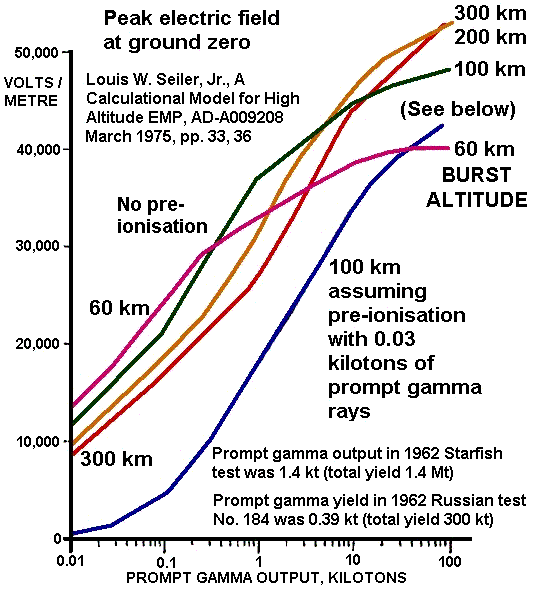 Peak electric field
at ground zero
300 km
200 km
50,000
VOLTS /
METRE
Louis W. Seiler, Jr., A
Calculational Model for High
Altitude EMP, AD-A009208
March 1975, pp. 33, 36
100 km
(See below)
40,000
60 km
BURST
ALTITUDE
No pre-
ionisation
30,000
100 km
assuming
pre-ionisation
with 0.03
kilotons of
prompt gamma
rays
60 km
20,000
10,000
300 km
Prompt gamma output in 1962 Starfish
test was 1.4 kt (total yield 1.4 Mt)
Prompt gamma yield in 1962 Russian test
No. 184 was 0.39 kt (total yield 300 kt)
0
0.01
0.1
1
10
100
PROMPT GAMMA OUTPUT, KILOTONS